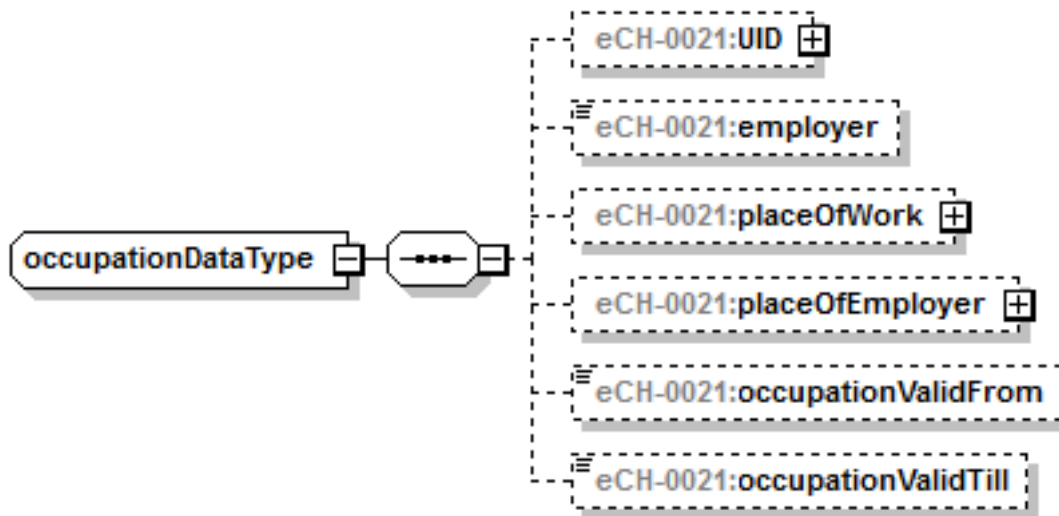 eCH-0021:UID
eCH-0021:employer
eCH-0021:placeOfWork
occupationDataType
eCH-0021:placeOfEmployer
eCH-0021:occupationValidFrom
eCH-0021:occupationValidTill